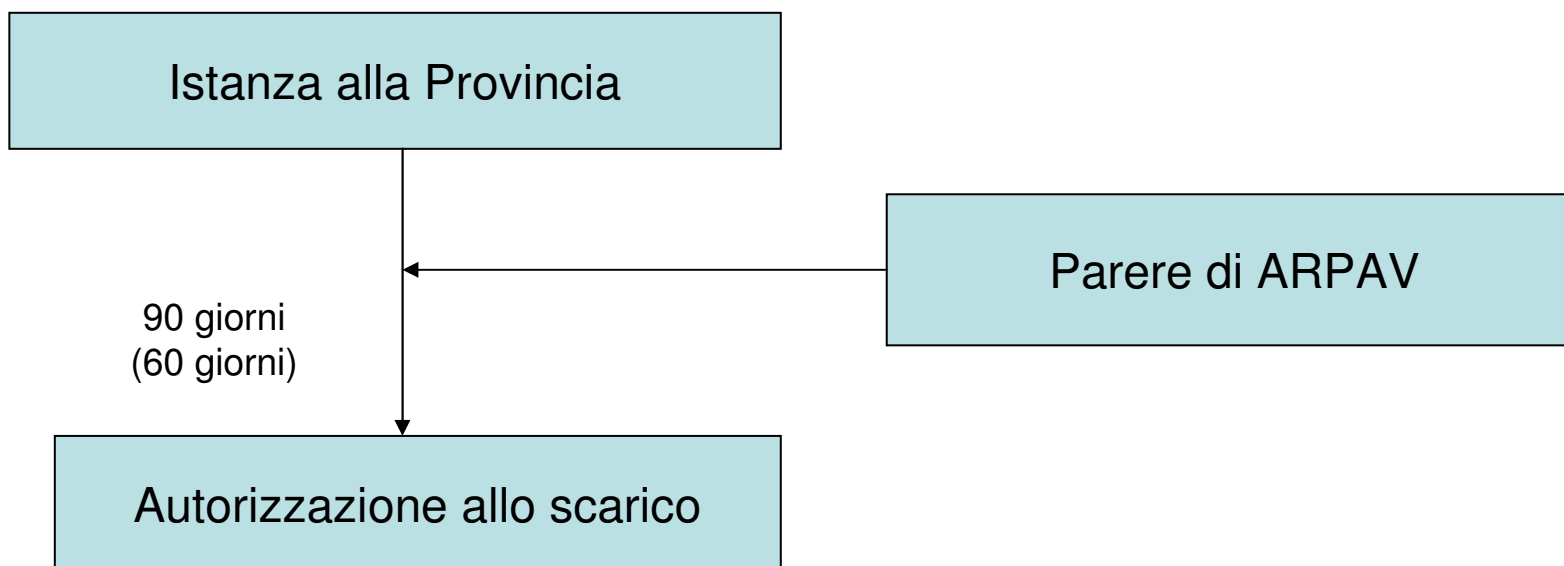 Istanza alla Provincia
Parere di ARPAV
90 giorni
(60 giorni)
Autorizzazione allo scarico